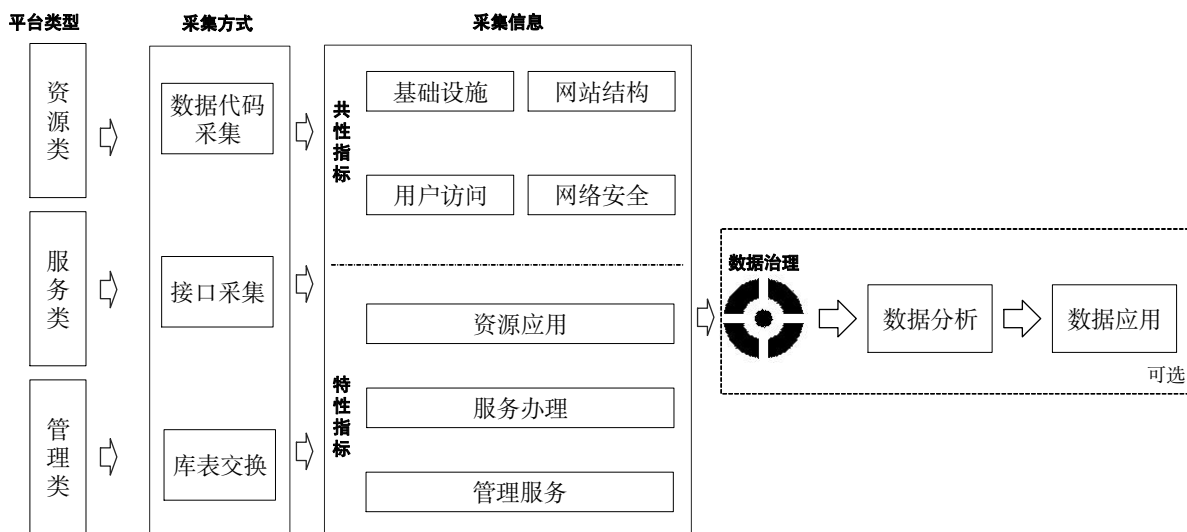 平台类型
采集方式
采集信息
资源类
服务类
管理类
数据代码
采集
接口采集
库表交换
共性指标
基础设施
网站结构
用户访问
网络安全
特性指标
资源应用
服务办理
管理服务
数据治理
数据分析
数据应用
可选